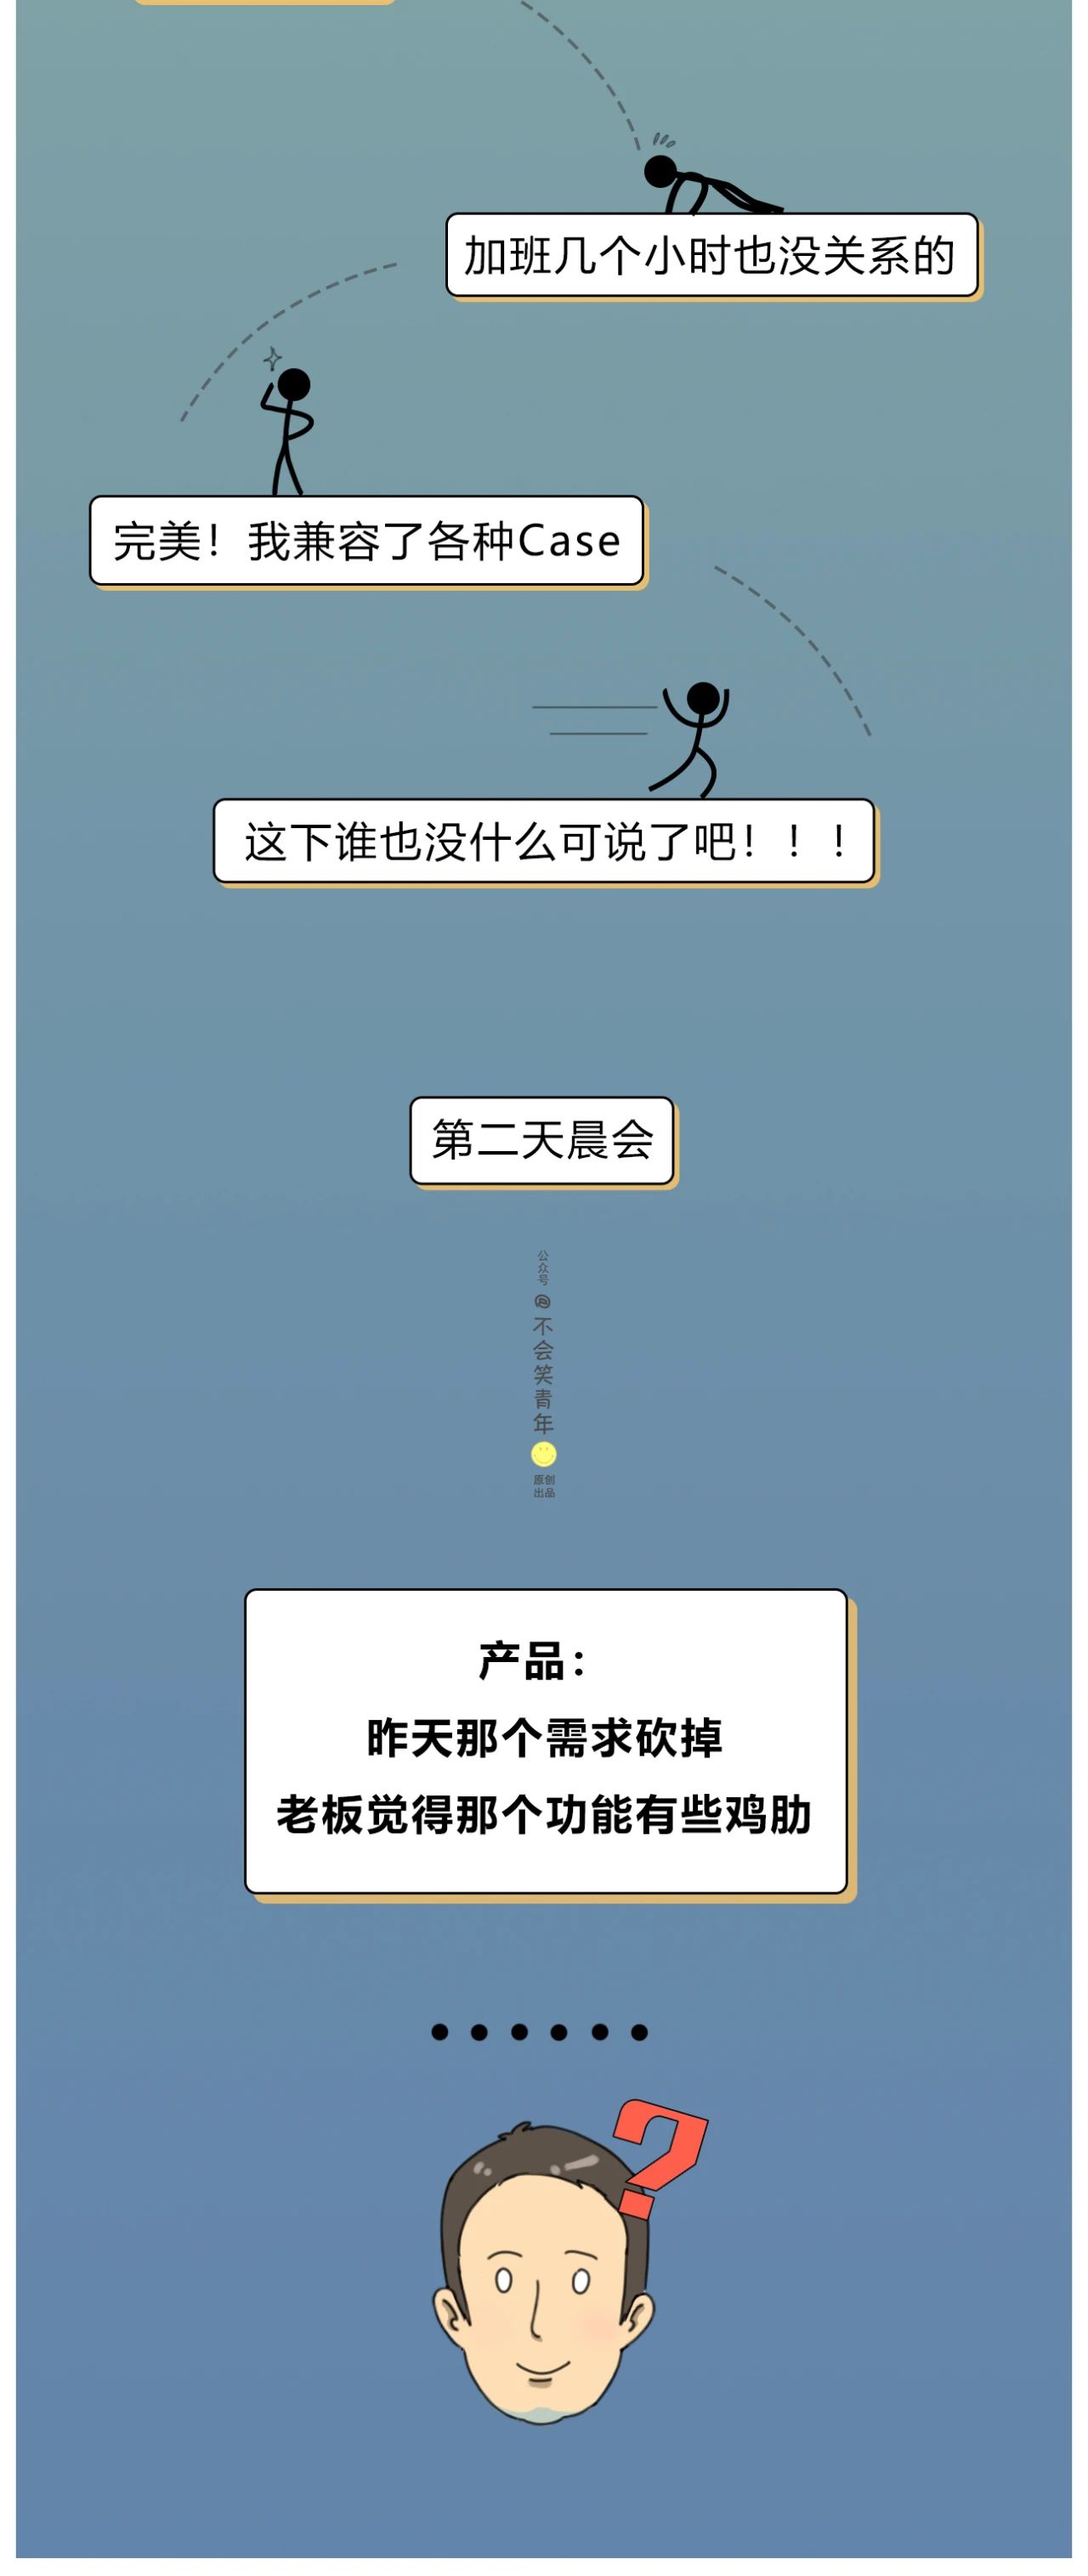 加班几个小时也没关系的
完美！我兼容了各种Case
这下谁也没什么可说了吧！！！
第二天晨会
公众号
@不会笑青年
原创
出品
产品：
昨天那个需求砍掉
老板觉得那个功能有些鸡肋
······
?